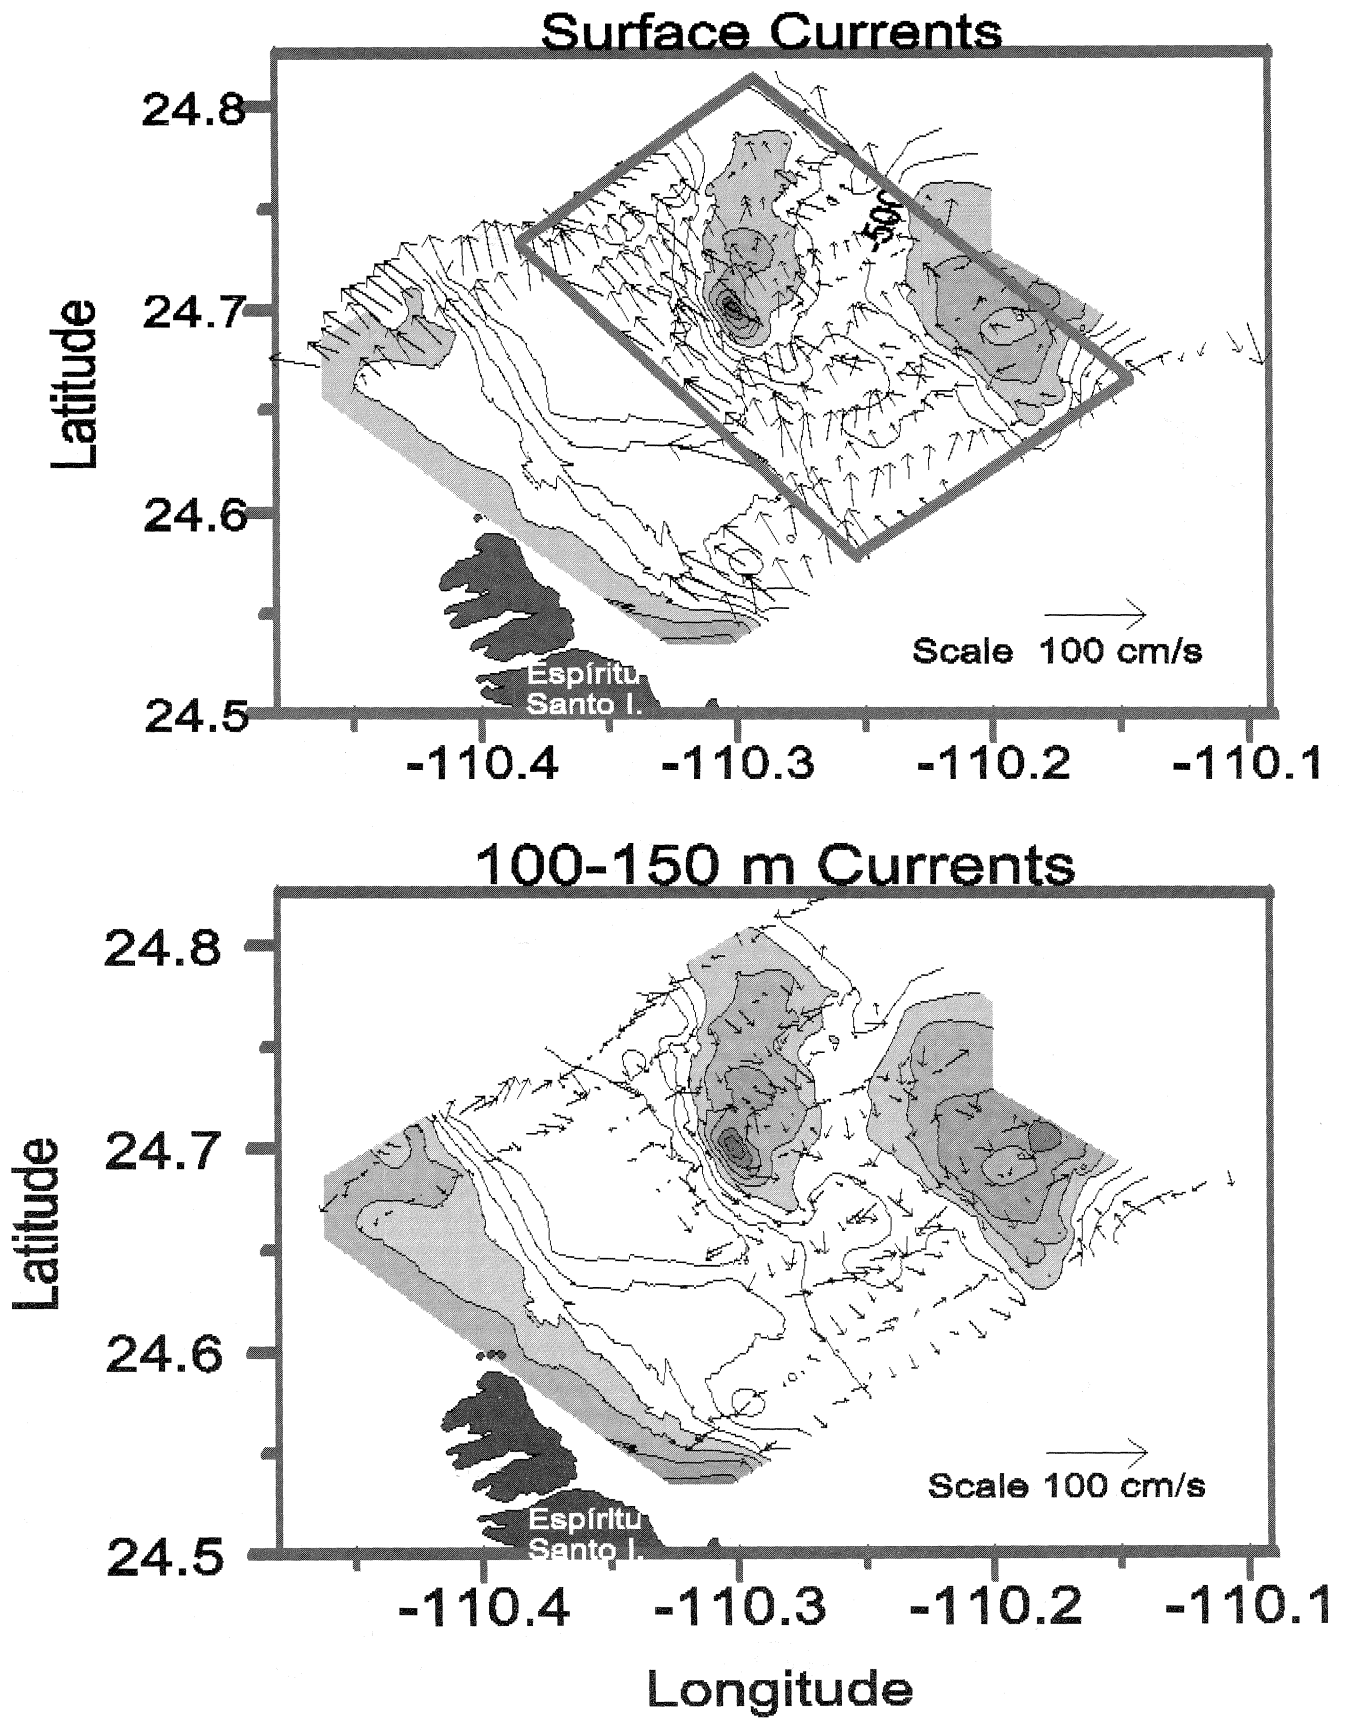 Surface Currents
24.8
24.7
24.6
24.5
Latitude
-500
Scale 100 cm/s
Espíritu
Santo I.
-110.4 -110.3 -110.2 -110.1
100-150 m Currents
24.8
24.7
24.6
24.5
Latitude
Scale 100 cm/s
Espíritu
Santo I.
-110.4 -110.3 -110.2 -110.1
Longitude